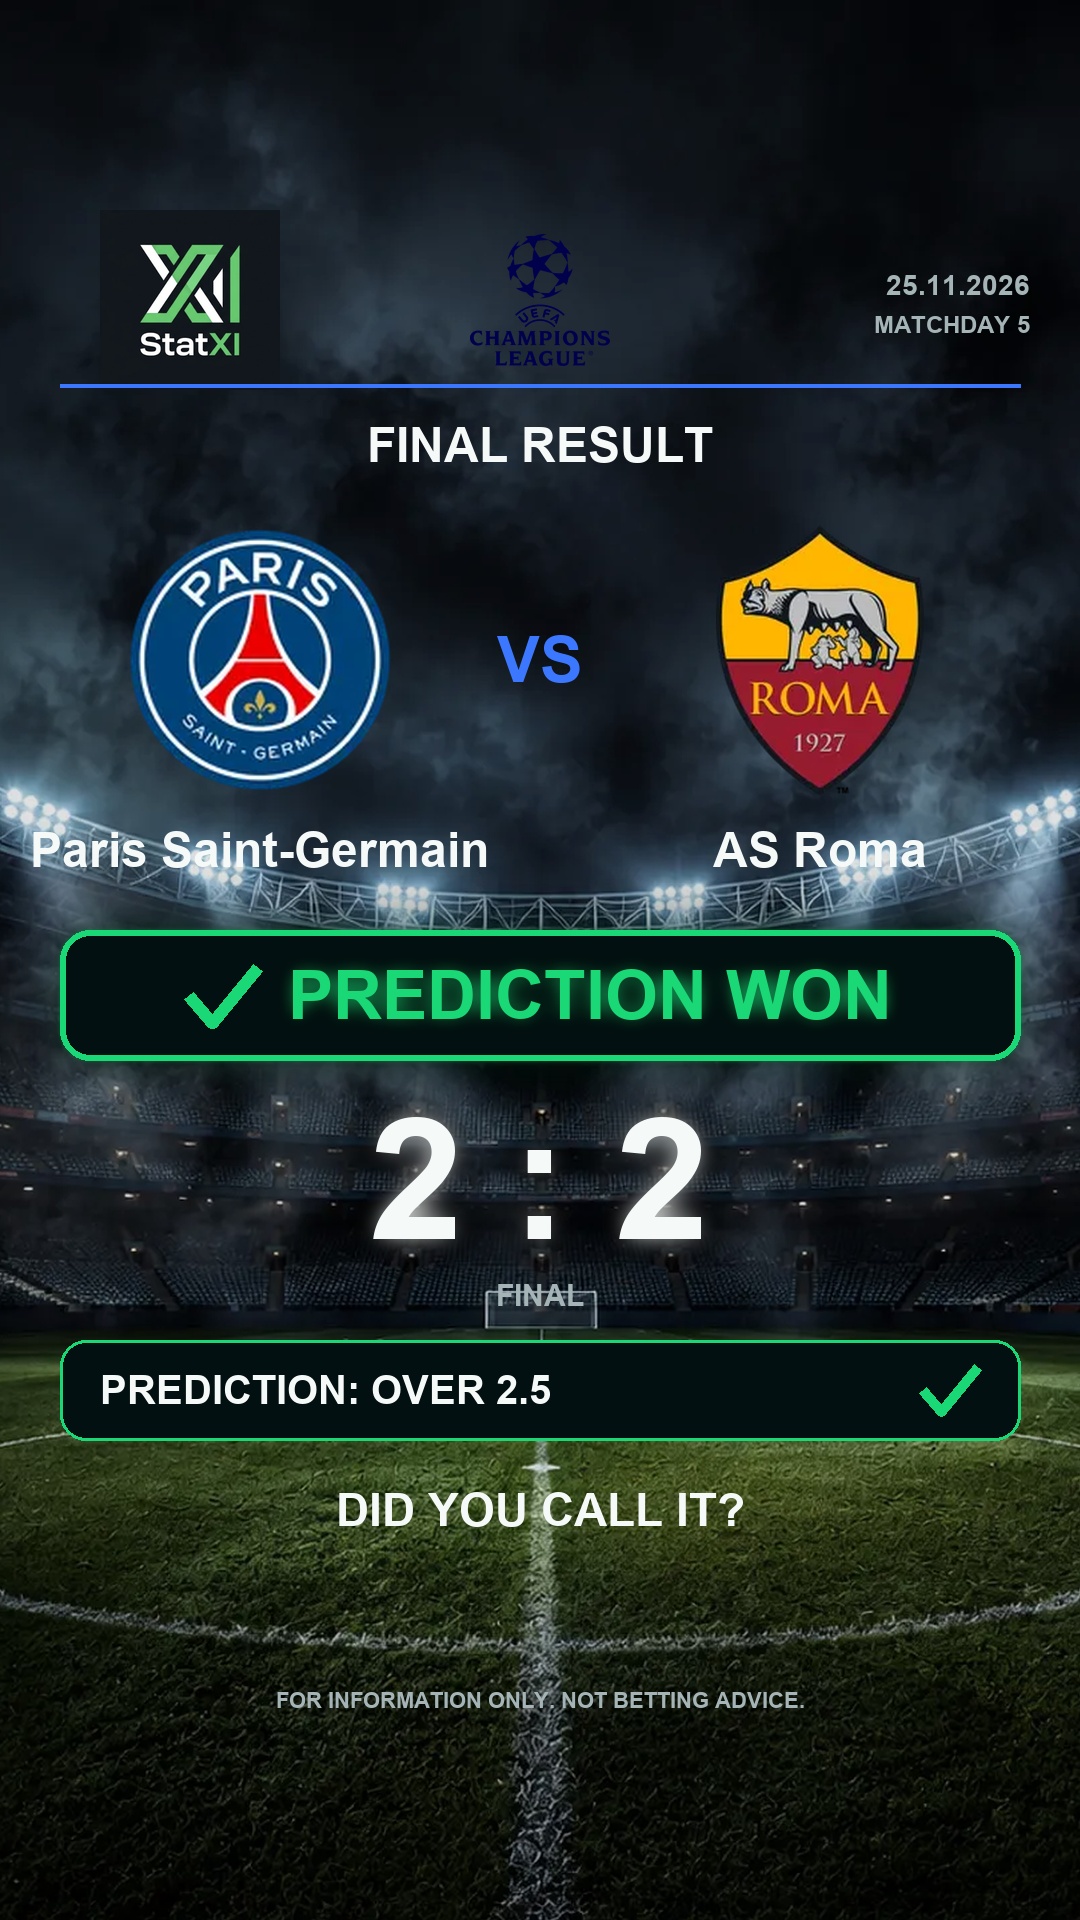 StatXI
UEFA
CHAMPIONS
LEAGUE
25.11.2026
MATCHDAY 5
FINAL RESULT
PARIS
SAINT-GERMAIN
VS
ROMA
1927
TM
Paris Saint-Germain
AS Roma
PREDICTION WON
2 : 2
FINAL
PREDICTION: OVER 2.5
DID YOU CALL IT?
FOR INFORMATION ONLY. NOT BETTING ADVICE.